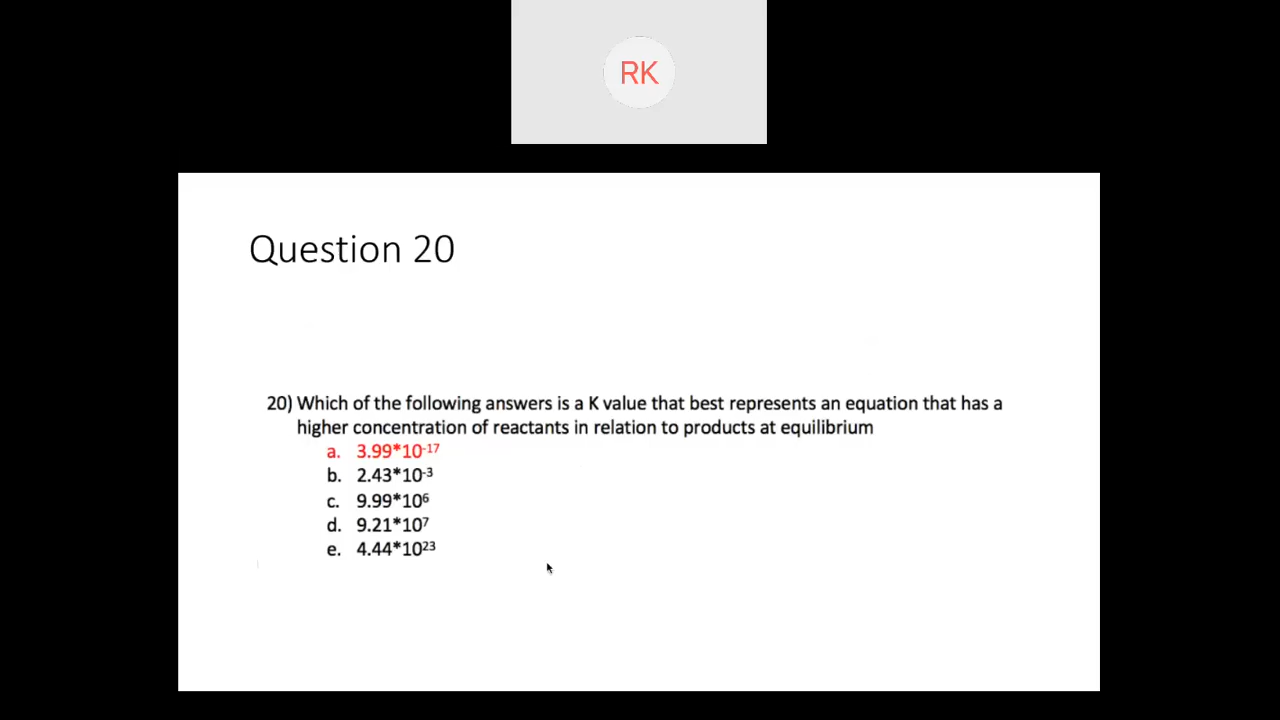 RK
Question 20
20) Which of the following answers is a K value that best represents an equation that has a
higher concentration of reactants in relation to products at equilibrium
a. 3.99*10⁻¹⁷
b. 2.43*10⁻³
c. 9.99*10⁶
d. 9.21*10⁷
e. 4.44*10²³